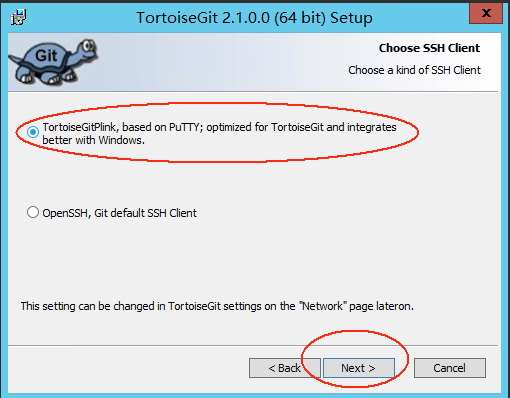 TortoiseGit 2.1.0.0 (64 bit) Setup
x
Git
Choose SSH Client
Choose a kind of SSH Client
TortoiseGitPlink, based on PuTTY; optimized for TortoiseGit and integrates
better with Windows.
OpenSSH, Git default SSH Client
This setting can be changed in TortoiseGit settings on the "Network" page lateron.
< Back
Next >
Cancel